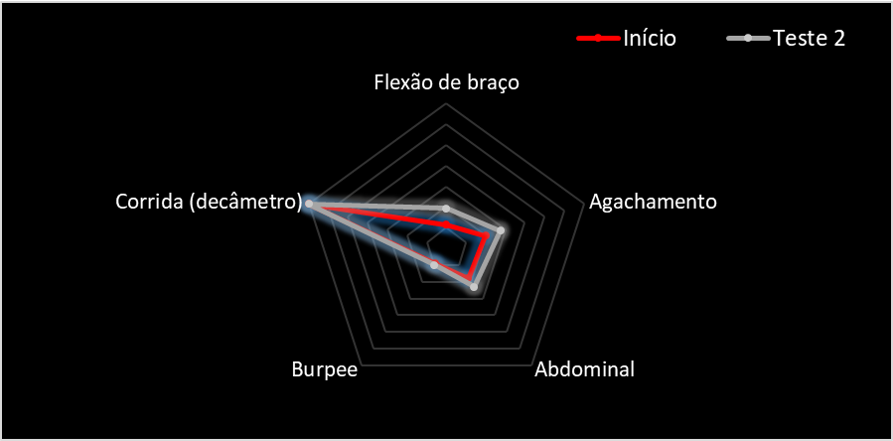 Início
Teste 2
Flexão de braço
Corrida (decâmetro)
Agachamento
Burpee
Abdominal